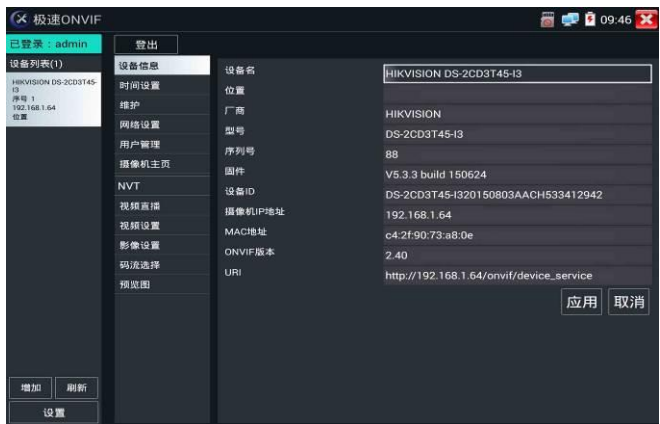 极速ONVIF
09:46
已登录：admin
登出
设备列表(1)
HIKVISION DS-2CD3T45-
I3
序号 1
192.168.1.64
位置
设备信息
时间设置
维护
网络设置
用户管理
摄像机主页
NVT
视频直播
视频设置
影像设置
码流选择
预览图
设备名 HIKVISION DS-2CD3T45-I3
位置
厂商 HIKVISION
型号 DS-2CD3T45-I3
序列号 88
固件 V5.3.3 build 150624
设备ID DS-2CD3T45-I320150803AACH533412942
摄像机IP地址 192.168.1.64
MAC地址 c4:2f:90:73:a8:0e
ONVIF版本 2.40
URI http://192.168.1.64/onvif/device_service
应用 取消
增加 刷新
设置